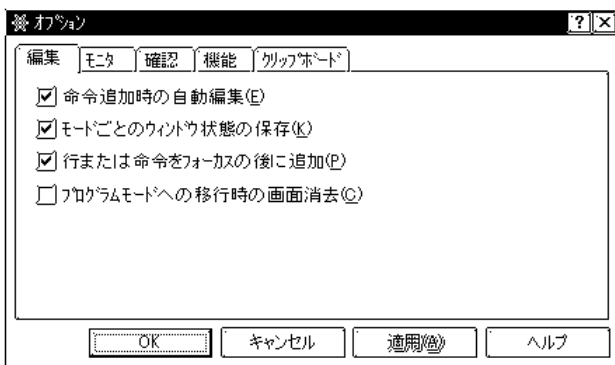 ｵﾌﾟｼｮﾝ
編集 ﾓﾆﾀ 確認 機能 ｸﾘｯﾌﾟﾎﾞｰﾄﾞ
命令追加時の自動編集(E)
ﾓｰﾄﾞごとのｳｨﾝﾄﾞｳ状態の保存(K)
行または命令をﾌｫｰｶｽの後に追加(P)
ﾌﾟﾛｸﾞﾗﾑﾓｰﾄﾞへの移行時の画面消去(C)
OK キャンセル 適用(A) ヘルプ